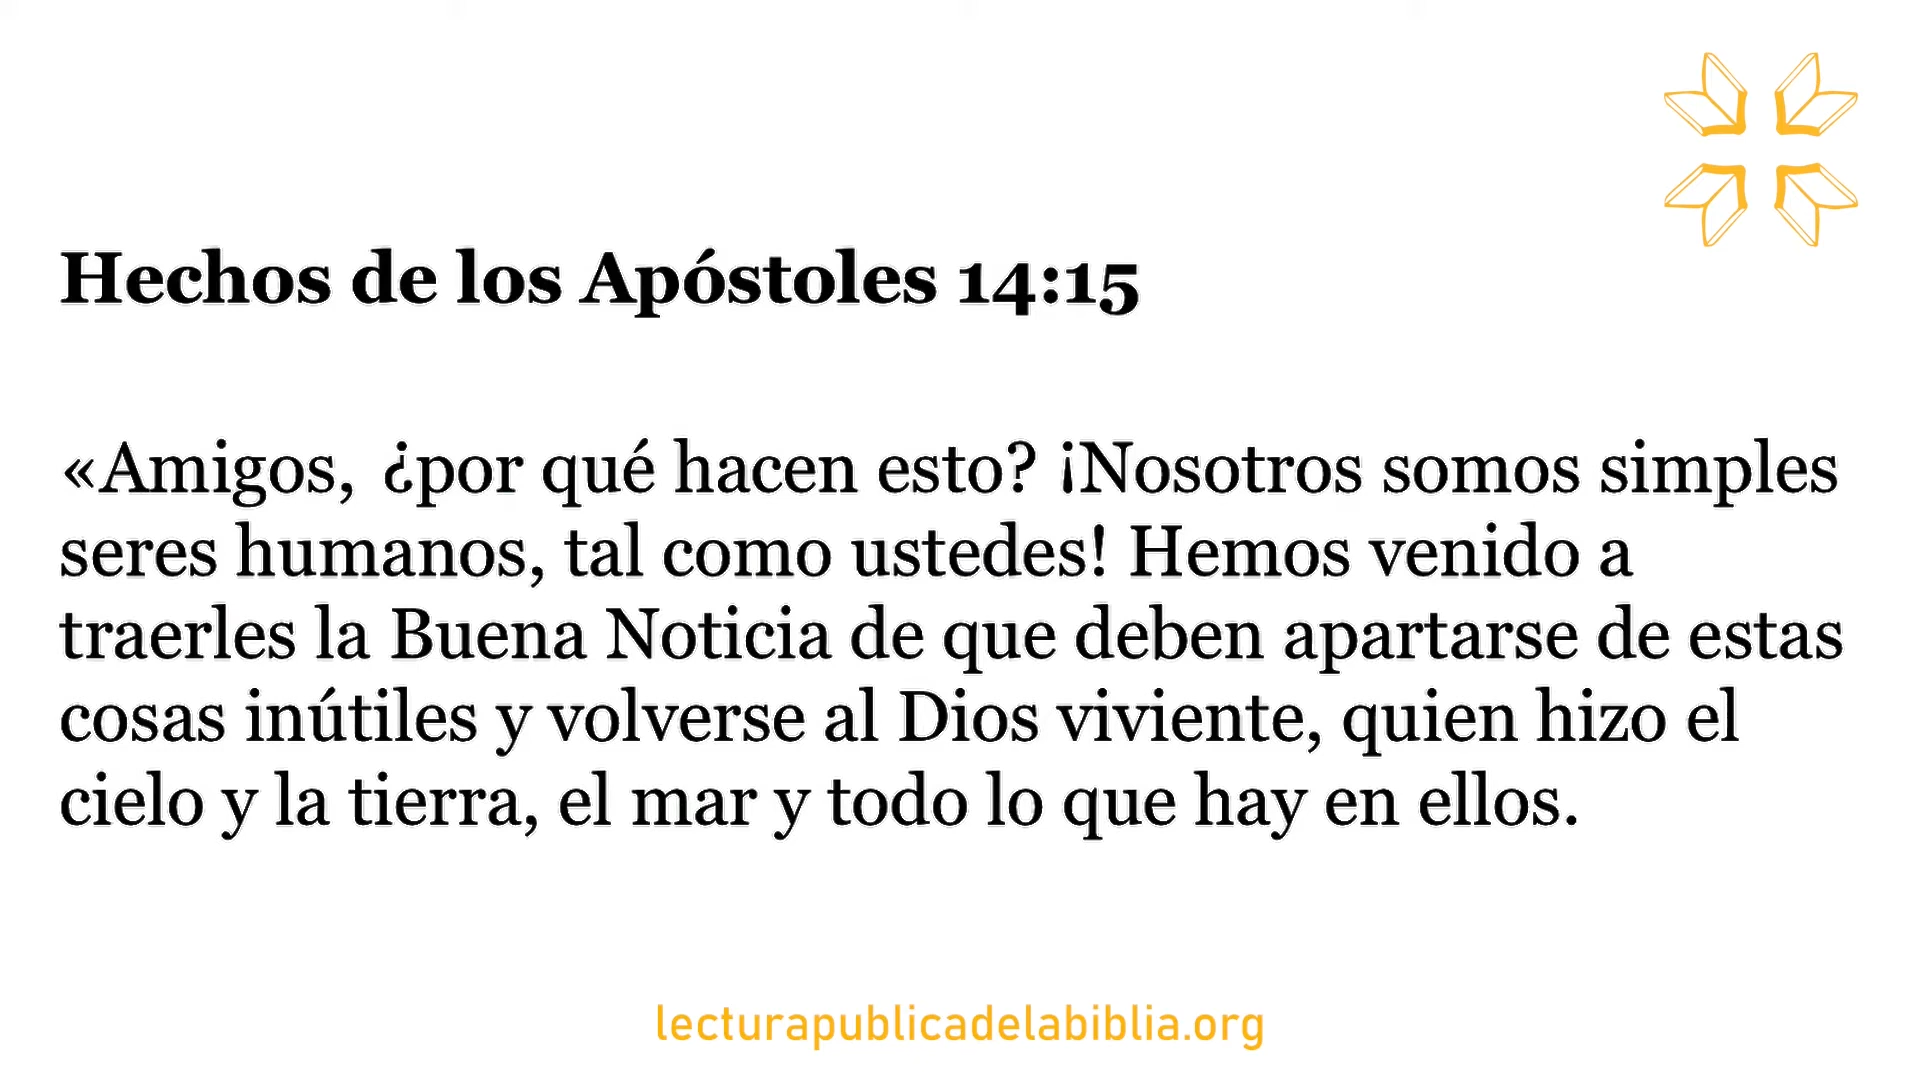 Hechos de los Apóstoles 14:15
«Amigos, ¿por qué hacen esto? ¡Nosotros somos simples
seres humanos, tal como ustedes! Hemos venido a
traerles la Buena Noticia de que deben apartarse de estas
cosas inútiles y volverse al Dios viviente, quien hizo el
cielo y la tierra, el mar y todo lo que hay en ellos.
lecturapublicadelabiblia.org